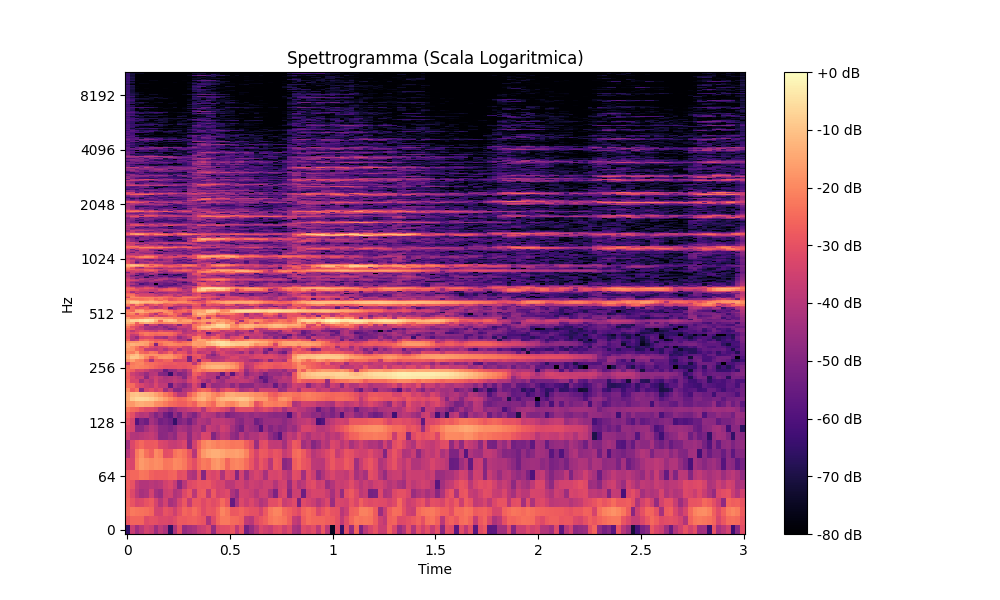 Spettrogramma (Scala Logaritmica)
Hz
8192
4096
2048
1024
512
256
128
64
0
0
0.5
1
1.5
2
2.5
3
Time
+0 dB
-10 dB
-20 dB
-30 dB
-40 dB
-50 dB
-60 dB
-70 dB
-80 dB